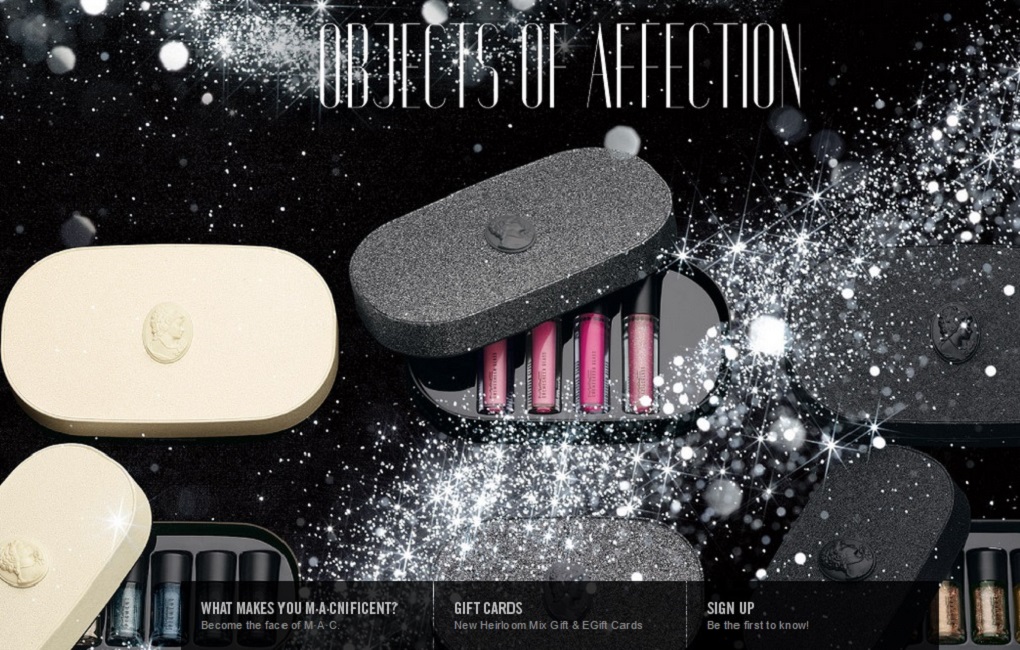 OBJECTS OF AFFECTION
WHAT MAKES YOU M·A·CNIFICENT?
Become the face of M·A·C.
GIFT CARDS
New Heirloom Mix Gift & EGift Cards
SIGN UP
Be the first to know!